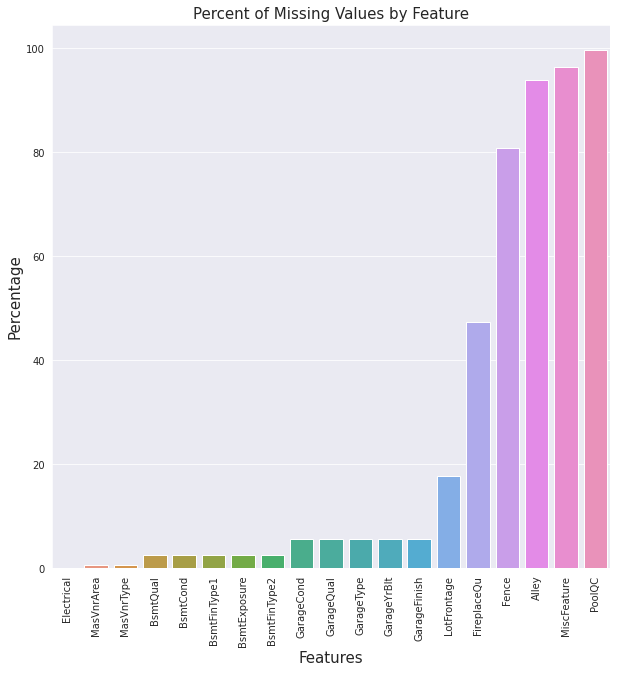 Percent of Missing Values by Feature
Percentage
100
80
60
40
20
0
Electrical
MasVnrArea
MasVnrType
BsmtQual
BsmtCond
BsmtFinType1
BsmtExposure
BsmtFinType2
GarageCond
GarageQual
GarageType
GarageYrBlt
GarageFinish
LotFrontage
FireplaceQu
Fence
Alley
MiscFeature
PoolQC
Features